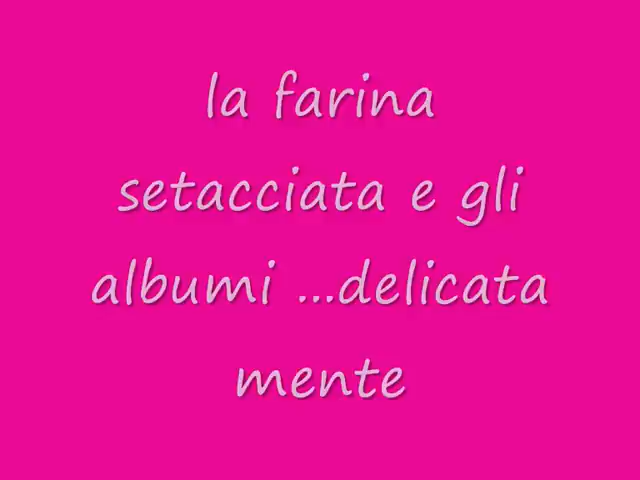 la farina
setacciata e gli
albumi ...delicata
mente